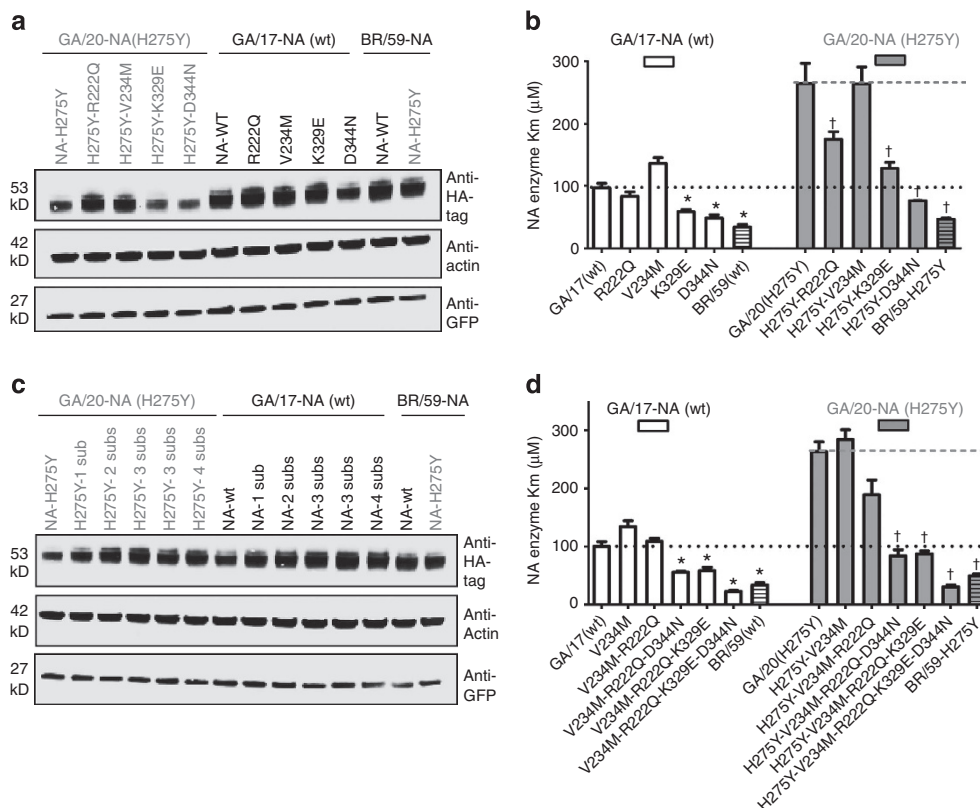 a
GA/20-NA(H275Y)
GA/17-NA (wt)
BR/59-NA
NA-H275Y
H275Y-R222Q
H275Y-V234M
H275Y-K329E
H275Y-D344N
NA-WT
R222Q
V234M
K329E
D344N
NA-WT
NA-H275Y
53
kD
Anti-
HA-
tag
42
kD
Anti-
actin
27
kD
Anti-
GFP
b
GA/17-NA (wt)
GA/20-NA (H275Y)
NA enzyme Km (μM)
300
200
100
0
*
*
*
†
†
†
†
GA/17(wt)
R222Q
V234M
K329E
D344N
BR/59(wt)
GA/20(H275Y)
H275Y-R222Q
H275Y-V234M
H275Y-K329E
H275Y-D344N
BR/59-H275Y
c
GA/20-NA (H275Y)
GA/17-NA (wt)
BR/59-NA
NA-H275Y
H275Y-1 sub
H275Y- 2 subs
H275Y- 3 subs
H275Y- 3 subs
H275Y- 4 subs
NA-wt
NA-1 sub
NA-2 subs
NA-3 subs
NA-3 subs
NA-4 subs
NA-wt
NA-H275Y
53
kD
Anti-
HA-
tag
42
kD
Anti-
Actin
27
kD
Anti-
GFP
d
GA/17-NA (wt)
GA/20-NA (H275Y)
NA enzyme Km (μM)
300
200
100
0
*
*
*
*
†
†
†
†
GA/17(wt)
V234M
V234M-R222Q
V234M-R222Q-D344N
V234M-R222Q-K329E
V234M-R222Q-K329E-D344N
BR/59(wt)
GA/20(H275Y)
H275Y-V234M
H275Y-V234M-R222Q
H275Y-V234M-R222Q-D344N
H275Y-V234M-R222Q-K329E
H275Y-V234M-R222Q-K329E-D344N
BR/59-H275Y